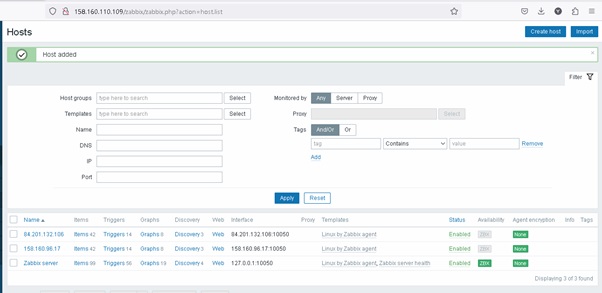 158.160.110.109/zabbix/zabbix.php?action=host.list
Hosts
Create host Import
Host added
Filter
Host groups type here to search Select Monitored by Any Server Proxy
Templates type here to search Select Proxy Select
Name Tags And/Or Or
DNS tag Contains value Remove
IP Add
Port
Apply Reset
Name Items Triggers Graphs Discovery Web Interface Proxy Templates Status Availability Agent encryption Info Tags
84.201.132.106 Items 42 Triggers 14 Graphs 8 Discovery 3 Web 84.201.132.106:10050 Linux by Zabbix agent Enabled ZBX None
158.160.96.17 Items 42 Triggers 14 Graphs 8 Discovery 3 Web 158.160.96.17:10050 Linux by Zabbix agent Enabled ZBX None
Zabbix server Items Triggers Graphs Discovery Web 127.0.0.1:10050 Linux by Zabbix agent, Zabbix server health Enabled ZBX None
Displaying 3 of 3 found